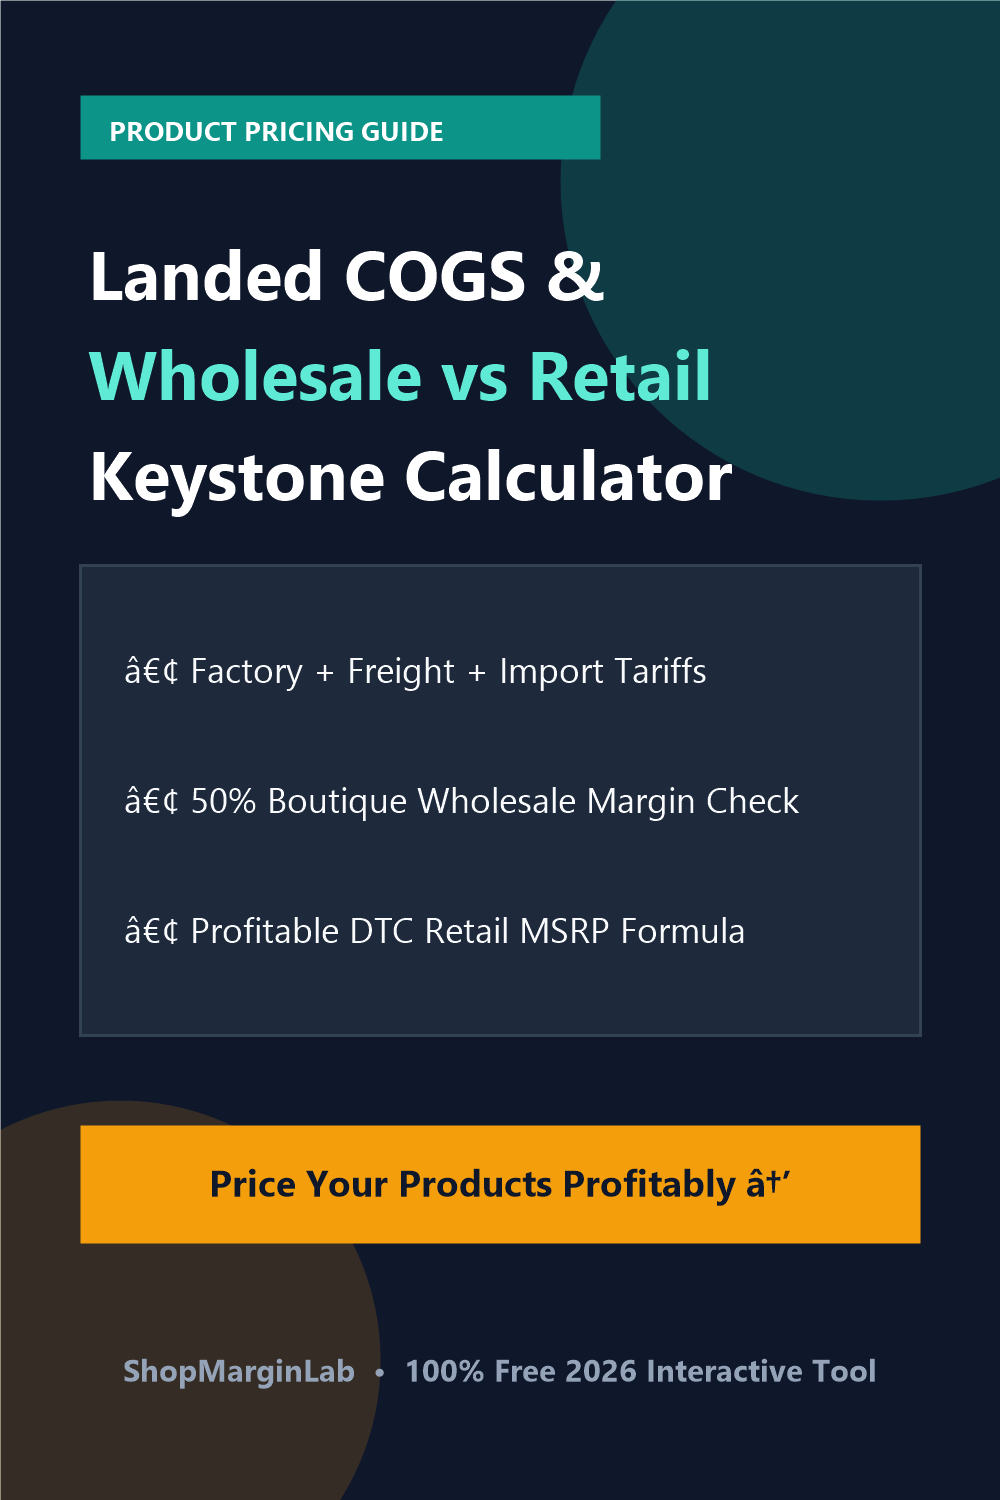 PRODUCT PRICING GUIDE
Landed COGS &
Wholesale vs Retail
Keystone Calculator
â€¢ Factory + Freight + Import Tariffs
â€¢ 50% Boutique Wholesale Margin Check
â€¢ Profitable DTC Retail MSRP Formula
Price Your Products Profitably â†’
ShopMarginLab • 100% Free 2026 Interactive Tool